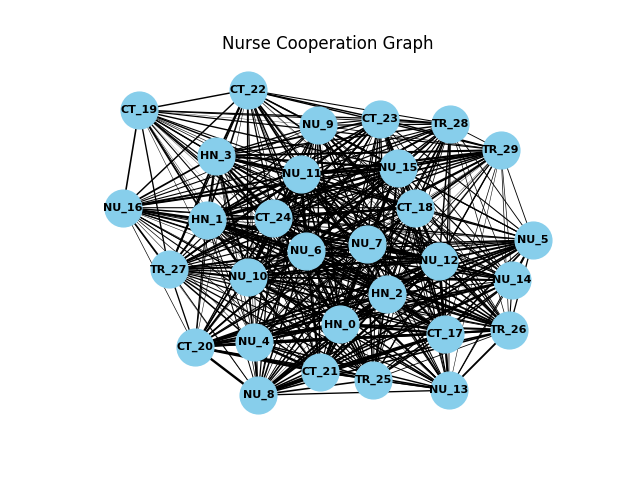 Nurse Cooperation Graph
CT_22
CT_19
CT_23
NU_9
TR_28
TR_29
HN_3
NU_15
NU_11
NU_16
CT_18
CT_24
HN_1
NU_5
NU_7
NU_6
NU_12
TR_27
NU_10
NU_14
HN_2
HN_0
TR_26
CT_17
NU_4
CT_20
CT_21
TR_25
NU_13
NU_8